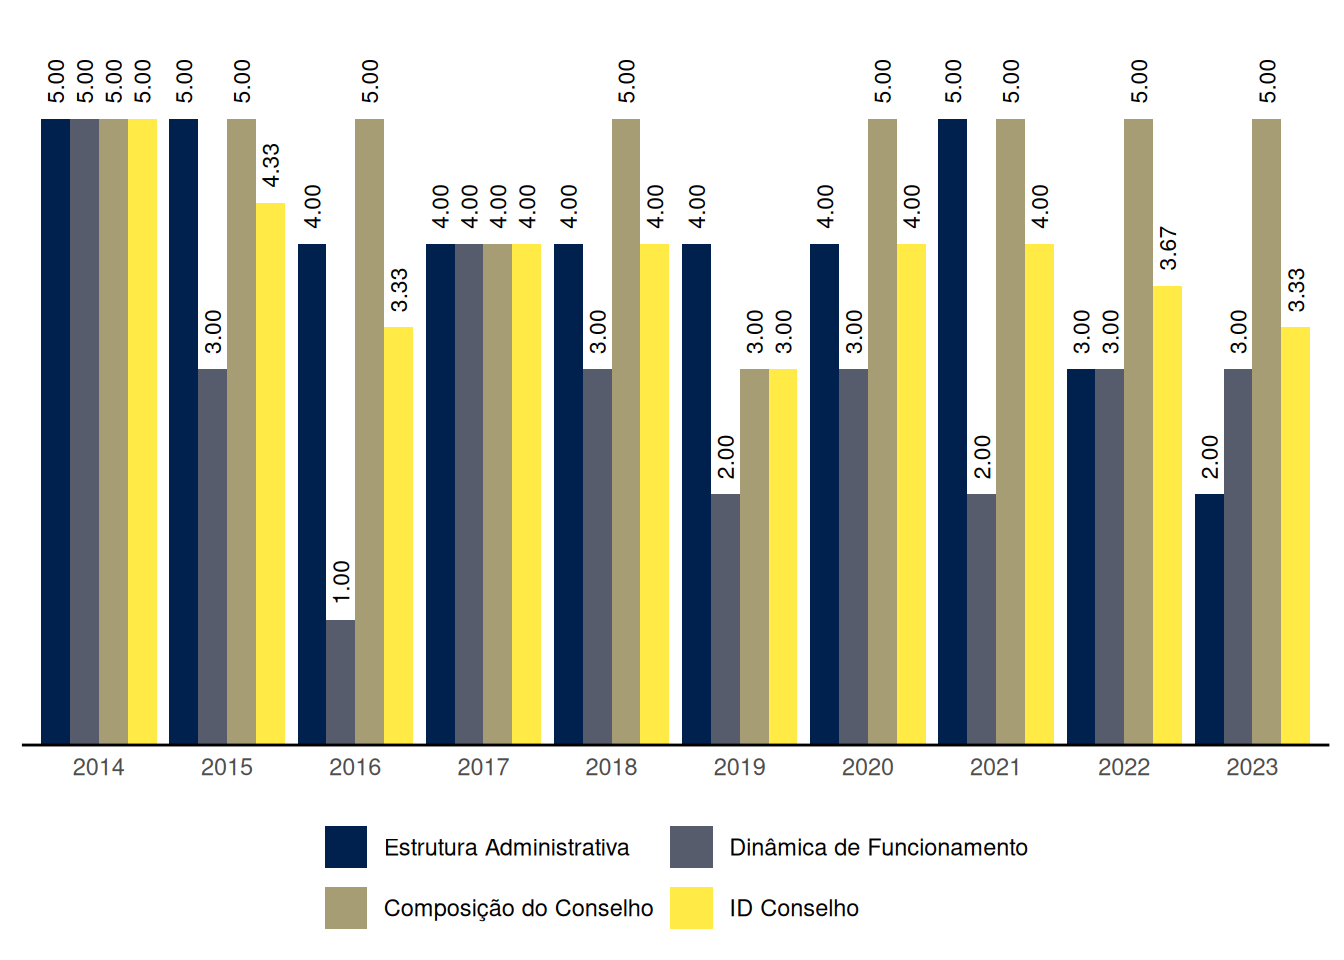 5.00 5.00 5.00 5.00 5.00 3.00 5.00 4.33 4.00 1.00 5.00 3.33 4.00 4.00 4.00 4.00 4.00 3.00 5.00 4.00 4.00 2.00 3.00 3.00 4.00 3.00 5.00 4.00 5.00 2.00 5.00 4.00 3.00 3.00 5.00 3.67 2.00 3.00 5.00 3.33
2014 2015 2016 2017 2018 2019 2020 2021 2022 2023
Estrutura Administrativa Dinâmica de Funcionamento
Composição do Conselho ID Conselho